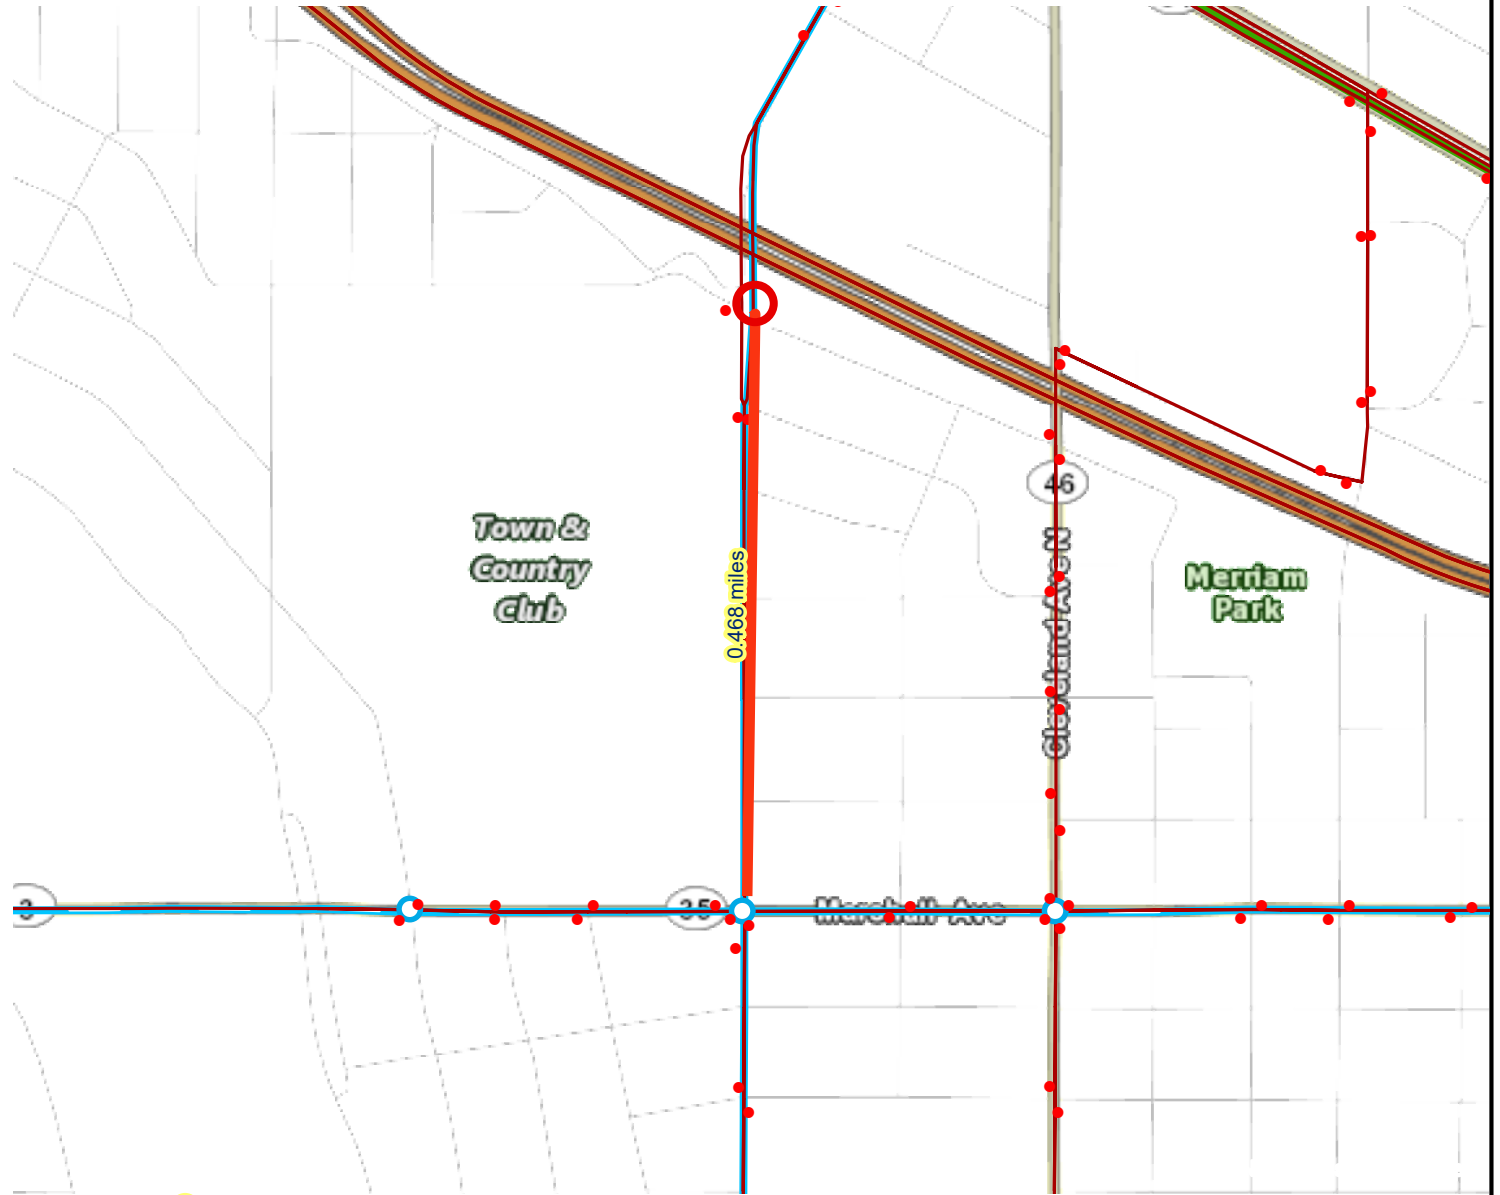 46
Town &
Country
Club
0.468 miles
Cleveland Ave N
Merriam
Park
35
Marshall Ave